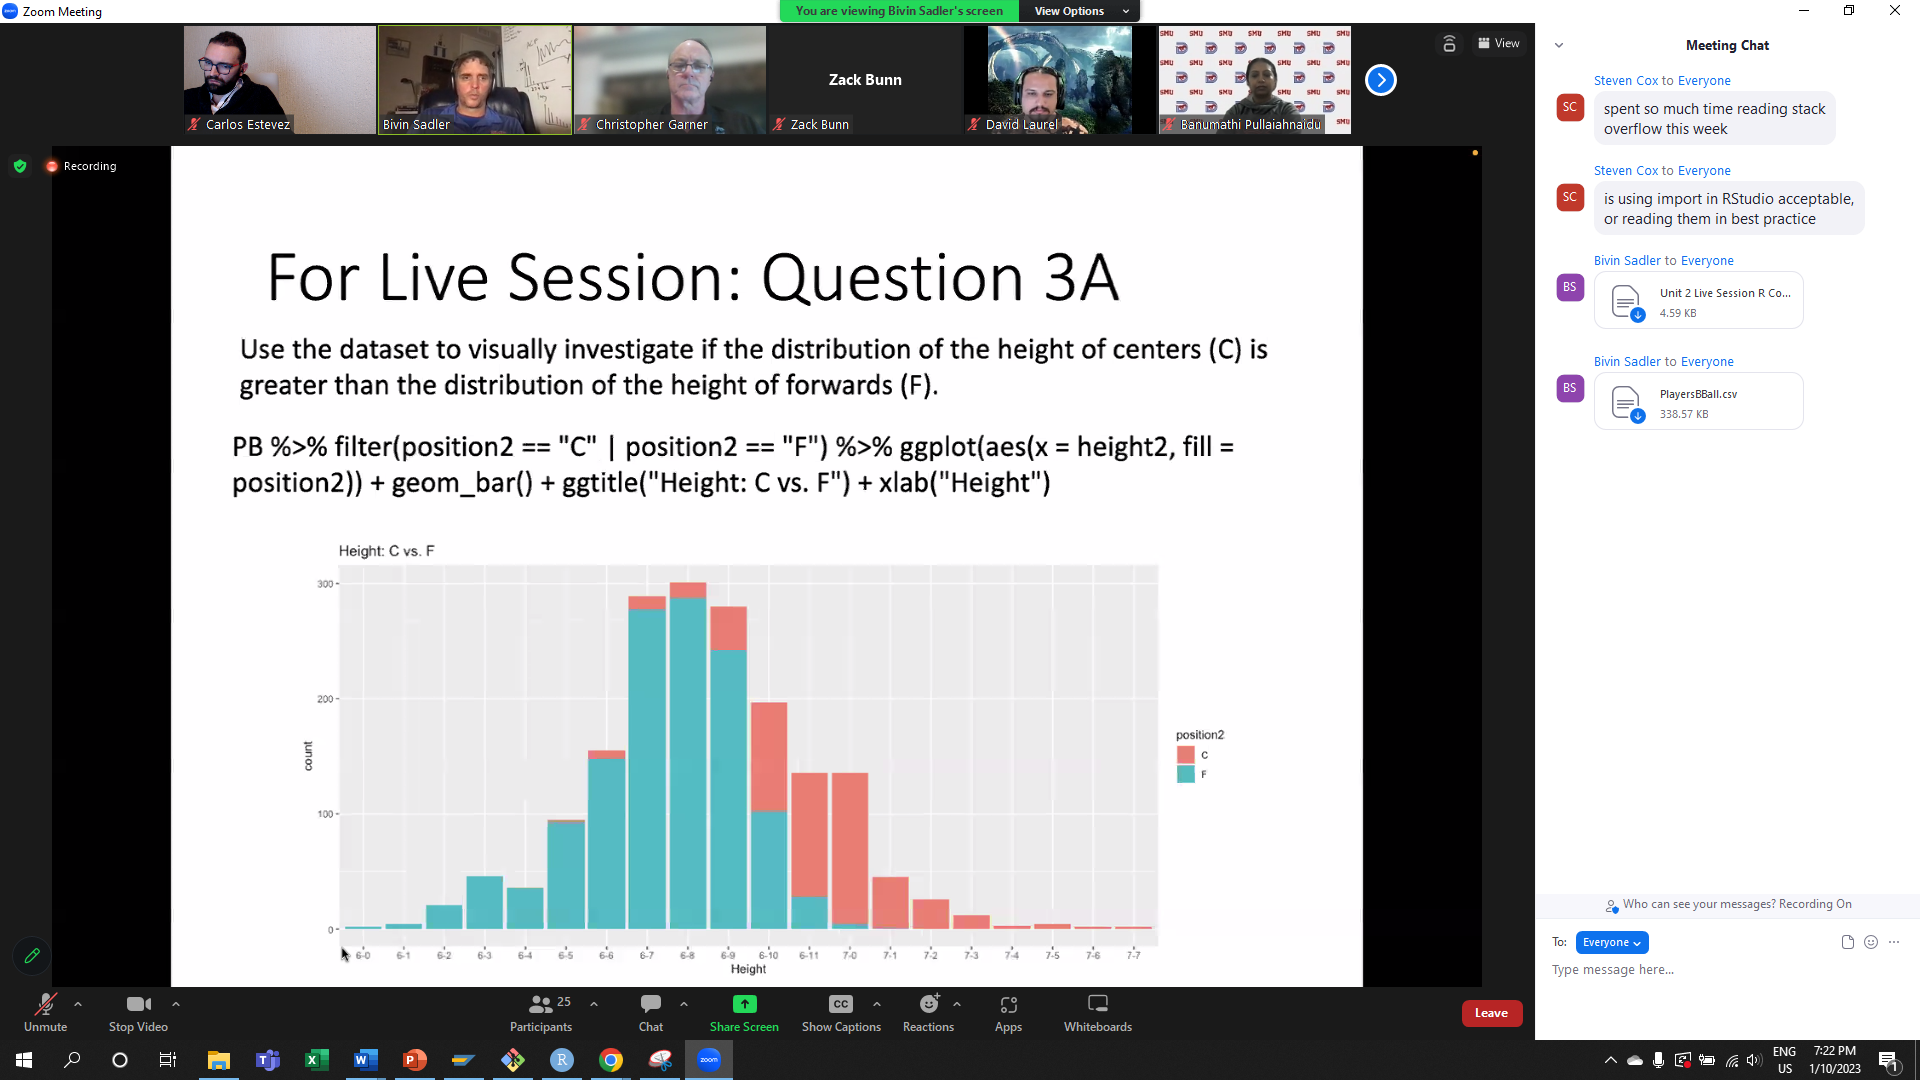 Zoom Meeting
You are viewing Bivin Sadler's screen
View Options
Carlos Estevez
Bivin Sadler
Christopher Garner
Zack Bunn
Zack Bunn
David Laurel
Banumathi Pullaiahnaidu
View
Recording
For Live Session: Question 3A
Use the dataset to visually investigate if the distribution of the height of centers (C) is
greater than the distribution of the height of forwards (F).
PB %>% filter(position2 == "C" | position2 == "F") %>% ggplot(aes(x = height2, fill =
position2)) + geom_bar() + ggtitle("Height: C vs. F") + xlab("Height")
Height: C vs. F
300
200
100
0
count
6-0 6-1 6-2 6-3 6-4 6-5 6-6 6-7 6-8 6-9 6-10 6-11 7-0 7-1 7-2 7-3 7-4 7-5 7-6 7-7
Height
position2
C
F
Meeting Chat
Steven Cox to Everyone
SC
spent so much time reading stack
overflow this week
Steven Cox to Everyone
SC
is using import in RStudio acceptable,
or reading them in best practice
Bivin Sadler to Everyone
BS
Unit 2 Live Session R Co...
4.59 KB
Bivin Sadler to Everyone
BS
PlayersBBall.csv
338.57 KB
Who can see your messages? Recording On
To: Everyone
Type message here...
Unmute
Stop Video
25
Participants
Chat
Share Screen
CC
Show Captions
Reactions
Apps
Whiteboards
Leave
zoom
ENG
US
7:22 PM
1/10/2023
1